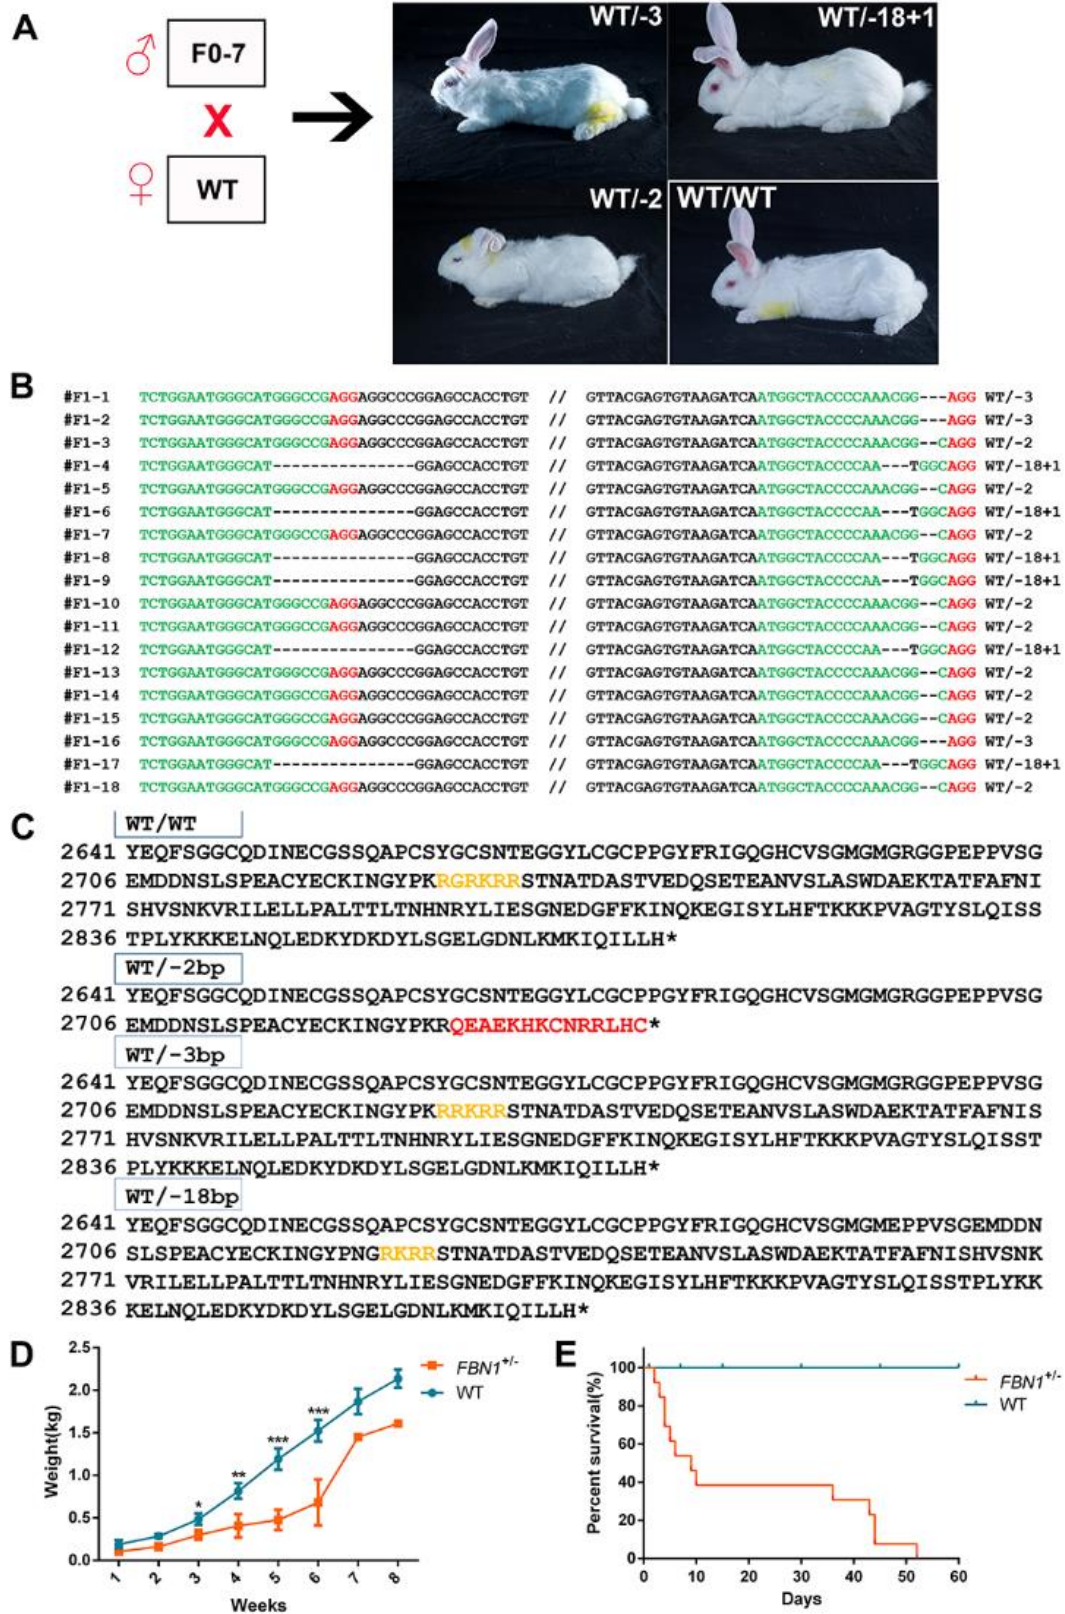 A
♂ F0-7
X
♀ WT
WT/-3
WT/-18+1
WT/-2
WT/WT
B
#F1-1 TCTGGAATGGGCATGGGCCGAGGAGGCCCGGAGCCACCTGT // GTTACGAGTGTAAGATCAATGGCTACCCCAAACGG---AGG WT/-3
#F1-2 TCTGGAATGGGCATGGGCCGAGGAGGCCCGGAGCCACCTGT // GTTACGAGTGTAAGATCAATGGCTACCCCAAACGG---AGG WT/-3
#F1-3 TCTGGAATGGGCATGGGCCGAGGAGGCCCGGAGCCACCTGT // GTTACGAGTGTAAGATCAATGGCTACCCCAAACGG--CAGG WT/-2
#F1-4 TCTGGAATGGGCAT---------------GGAGCCACCTGT // GTTACGAGTGTAAGATCAATGGCTACCCCAA---TGGCAGG WT/-18+1
#F1-5 TCTGGAATGGGCATGGGCCGAGGAGGCCCGGAGCCACCTGT // GTTACGAGTGTAAGATCAATGGCTACCCCAAACGG--CAGG WT/-2
#F1-6 TCTGGAATGGGCAT---------------GGAGCCACCTGT // GTTACGAGTGTAAGATCAATGGCTACCCCAA---TGGCAGG WT/-18+1
#F1-7 TCTGGAATGGGCATGGGCCGAGGAGGCCCGGAGCCACCTGT // GTTACGAGTGTAAGATCAATGGCTACCCCAAACGG--CAGG WT/-2
#F1-8 TCTGGAATGGGCAT---------------GGAGCCACCTGT // GTTACGAGTGTAAGATCAATGGCTACCCCAA---TGGCAGG WT/-18+1
#F1-9 TCTGGAATGGGCAT---------------GGAGCCACCTGT // GTTACGAGTGTAAGATCAATGGCTACCCCAA---TGGCAGG WT/-18+1
#F1-10 TCTGGAATGGGCATGGGCCGAGGAGGCCCGGAGCCACCTGT // GTTACGAGTGTAAGATCAATGGCTACCCCAAACGG--CAGG WT/-2
#F1-11 TCTGGAATGGGCATGGGCCGAGGAGGCCCGGAGCCACCTGT // GTTACGAGTGTAAGATCAATGGCTACCCCAAACGG--CAGG WT/-2
#F1-12 TCTGGAATGGGCAT---------------GGAGCCACCTGT // GTTACGAGTGTAAGATCAATGGCTACCCCAA---TGGCAGG WT/-18+1
#F1-13 TCTGGAATGGGCATGGGCCGAGGAGGCCCGGAGCCACCTGT // GTTACGAGTGTAAGATCAATGGCTACCCCAAACGG--CAGG WT/-2
#F1-14 TCTGGAATGGGCATGGGCCGAGGAGGCCCGGAGCCACCTGT // GTTACGAGTGTAAGATCAATGGCTACCCCAAACGG--CAGG WT/-2
#F1-15 TCTGGAATGGGCATGGGCCGAGGAGGCCCGGAGCCACCTGT // GTTACGAGTGTAAGATCAATGGCTACCCCAAACGG--CAGG WT/-2
#F1-16 TCTGGAATGGGCATGGGCCGAGGAGGCCCGGAGCCACCTGT // GTTACGAGTGTAAGATCAATGGCTACCCCAAACGG---AGG WT/-3
#F1-17 TCTGGAATGGGCAT---------------GGAGCCACCTGT // GTTACGAGTGTAAGATCAATGGCTACCCCAA---TGGCAGG WT/-18+1
#F1-18 TCTGGAATGGGCATGGGCCGAGGAGGCCCGGAGCCACCTGT // GTTACGAGTGTAAGATCAATGGCTACCCCAAACGG--CAGG WT/-2
C
WT/WT
2641 YEQFSGGCQDINECGSSQAPCSYGCSNTEGGYLCGCPPGYFRIGQGHCVSGMGMGRGGPEPPVSG
2706 EMDDNSLSPEACYECKINGYPKRGRKRRSTNATDASTVEDQSETEANVSLASWDAEKTATFAFNI
2771 SHVSNKVRILELLPALTTLTNHNRYLIESGNEDGFFKINQKEGISYLHFTKKKPVAGTYSLQISS
2836 TPLYKKKELNQLEDKYDKDYLSGELGDNLKMKIQILLH*
WT/-2bp
2641 YEQFSGGCQDINECGSSQAPCSYGCSNTEGGYLCGCPPGYFRIGQGHCVSGMGMGRGGPEPPVSG
2706 EMDDNSLSPEACYECKINGYPKRQEAEKHKCNRRLHC*
WT/-3bp
2641 YEQFSGGCQDINECGSSQAPCSYGCSNTEGGYLCGCPPGYFRIGQGHCVSGMGMGRGGPEPPVSG
2706 EMDDNSLSPEACYECKINGYPKRRKRRSTNATDASTVEDQSETEANVSLASWDAEKTATFAFNIS
2771 HVSNKVRILELLPALTTLTNHNRYLIESGNEDGFFKINQKEGISYLHFTKKKPVAGTYSLQISST
2836 PLYKKKELNQLEDKYDKDYLSGELGDNLKMKIQILLH*
WT/-18bp
2641 YEQFSGGCQDINECGSSQAPCSYGCSNTEGGYLCGCPPGYFRIGQGHCVSGMGMEPPVSGEMDDN
2706 SLSPEACYECKINGYPNGRKRRSTNATDASTVEDQSETEANVSLASWDAEKTATFAFNISHVSNK
2771 VRILELLPALTTLTNHNRYLIESGNEDGFFKINQKEGISYLHFTKKKPVAGTYSLQISSTPLYKK
2836 KELNQLEDKYDKDYLSGELGDNLKMKIQILLH*
D
Weight(kg)
2.5
2.0
1.5
1.0
0.5
0.0
* ** *** ***
FBN1+/-
WT
1 2 3 4 5 6 7 8
Weeks
E
Percent survival(%)
100
80
60
40
20
0
FBN1+/-
WT
0 10 20 30 40 50 60
Days